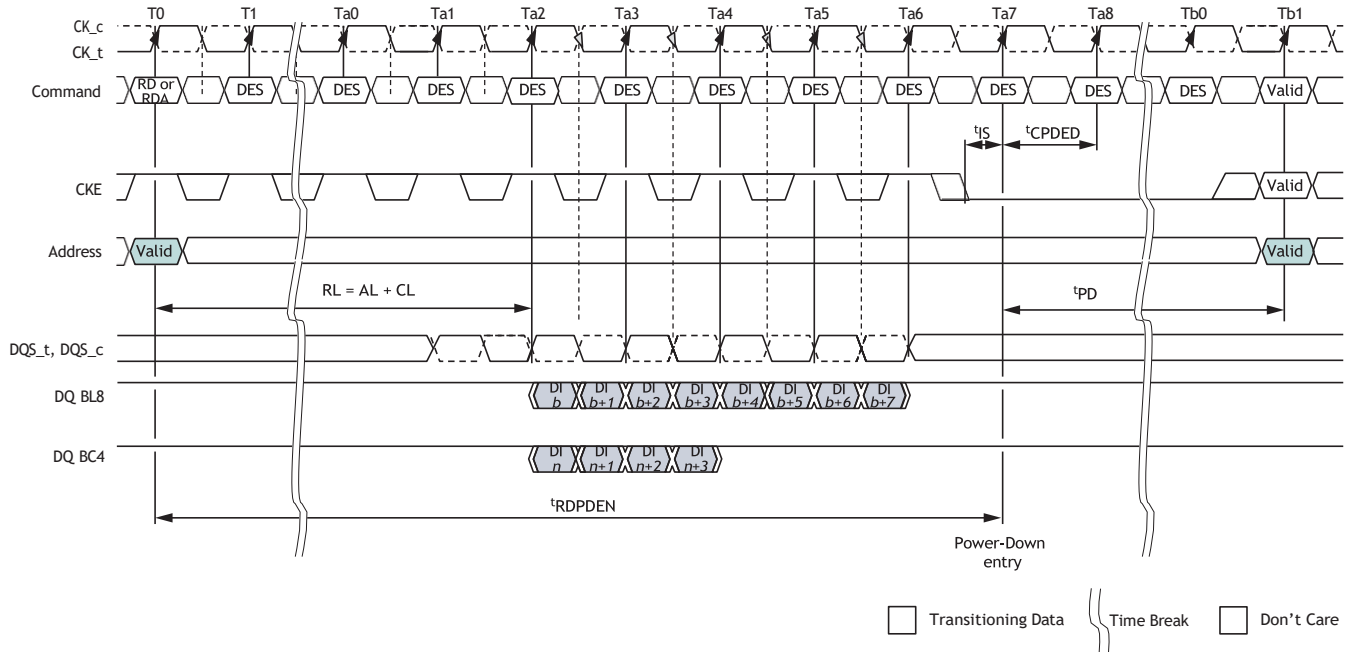 T0 T1 Ta0 Ta1 Ta2 Ta3 Ta4 Ta5 Ta6 Ta7 Ta8 Tb0 Tb1
CK_c
CK_t
Command RD or RDA DES DES DES DES DES DES DES DES DES DES DES Valid
tIS tCPDED
CKE Valid
Address Valid Valid
RL = AL + CL
tPD
DQS_t, DQS_c
DQ BL8 DI b DI b+1 DI b+2 DI b+3 DI b+4 DI b+5 DI b+6 DI b+7
DQ BC4 DI n DI n+1 DI n+2 DI n+3
tRDPDEN
Power-Down
entry
Transitioning Data Time Break Don't Care